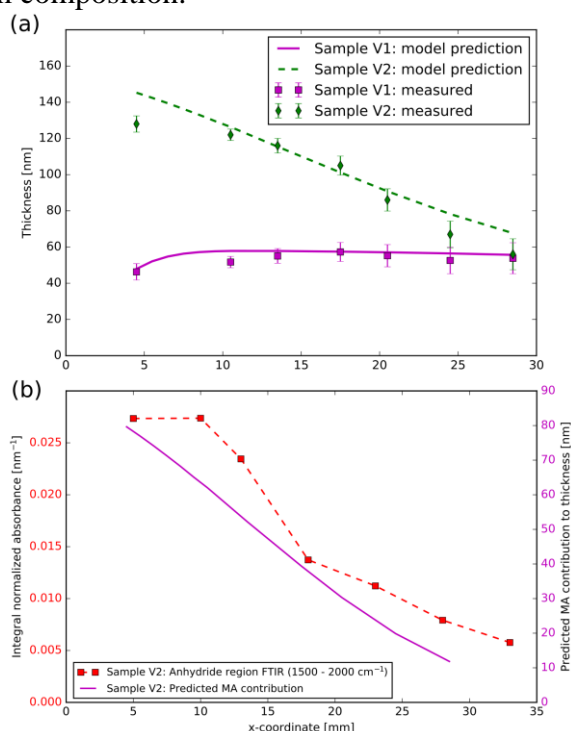 n composition.
(a)
Sample V1: model prediction
Sample V2: model prediction
Sample V1: measured
Sample V2: measured
160
140
120
100
80
60
40
20
0
Thickness [nm]
0 5 10 15 20 25 30
(b)
0.025
0.020
0.015
0.010
0.005
0.000
Integral normalized absorbance [nm⁻¹]
90
80
70
60
50
40
30
20
10
0
Predicted MA contribution to thickness [nm]
Sample V2: Anhydride region FTIR (1500 - 2000 cm⁻¹)
Sample V2: Predicted MA contribution
0 5 10 15 20 25 30 35
x-coordinate [mm]